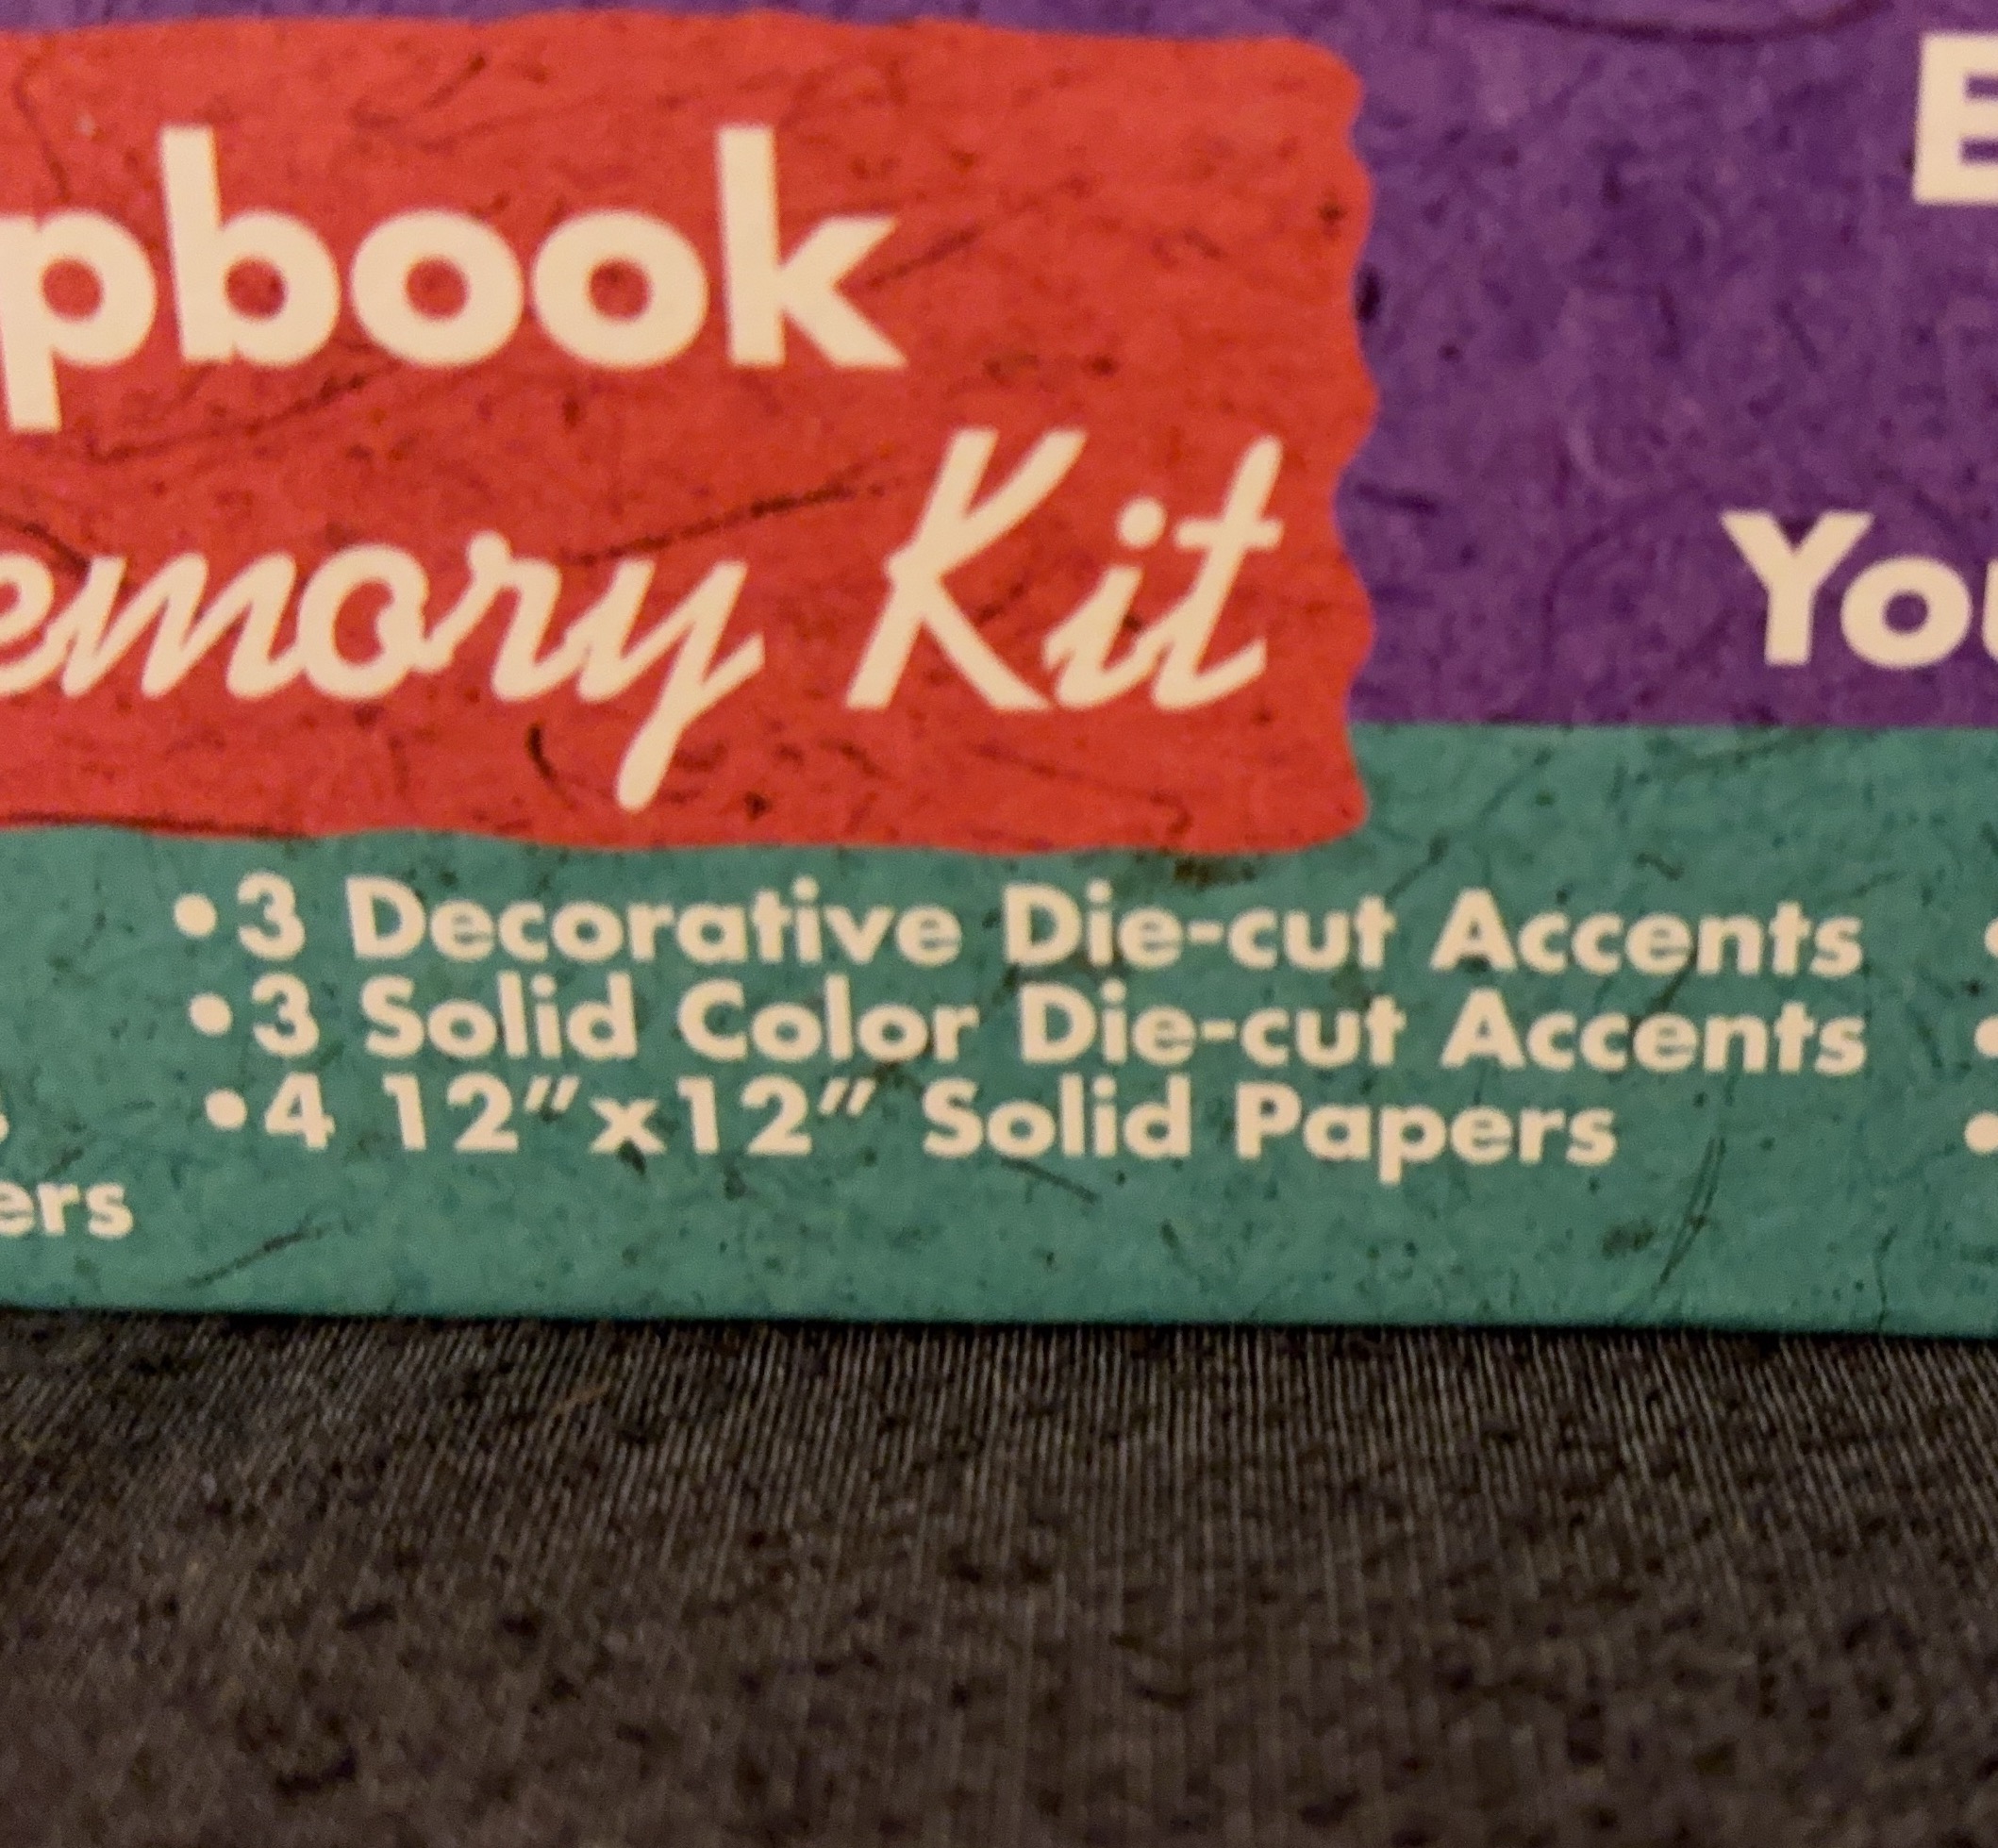 pbook
emory Kit
E
You
• 3 Decorative Die-cut Accents
• 3 Solid Color Die-cut Accents
• 4 12"x12" Solid Papers
ers